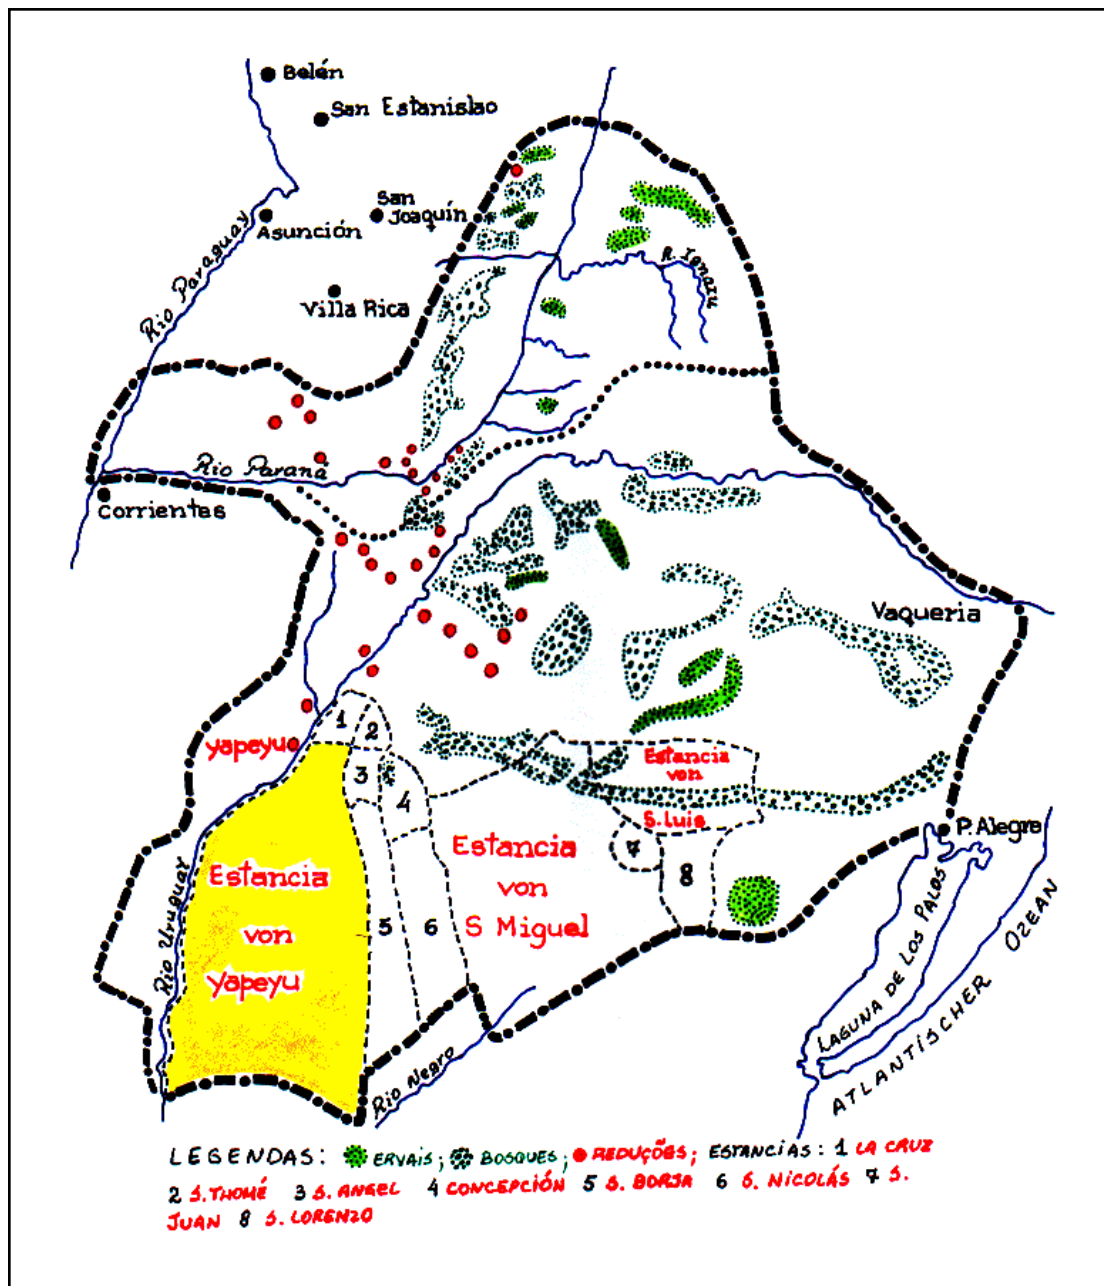 Belén
San Estanislao
San
Joaquín
Asunción
Rio Paraguay
Villa Rica
R. Ignazu
Rio Paraná
Corrientes
Vaqueria
1
2
yapeyu
3
4
Estancia
von
S. Luis
P. Alegre
7
8
Estancia
von
S Miguel
Estancia
von
yapeyu
5
6
Rio Uruguay
Rio Negro
LAGUNA DE LOS PALOS
ATLANTISCHER OZEAN
LEGENDAS: ERVAIS; BOSQUES; REDUÇÕES; ESTANCIAS: 1 LA CRUZ
2 S. THOMÉ 3 S. ANGEL 4 CONCEPCIÓN 5 S. BORJA 6 S. NICOLÁS 7 S.
JUAN 8 S. LORENZO